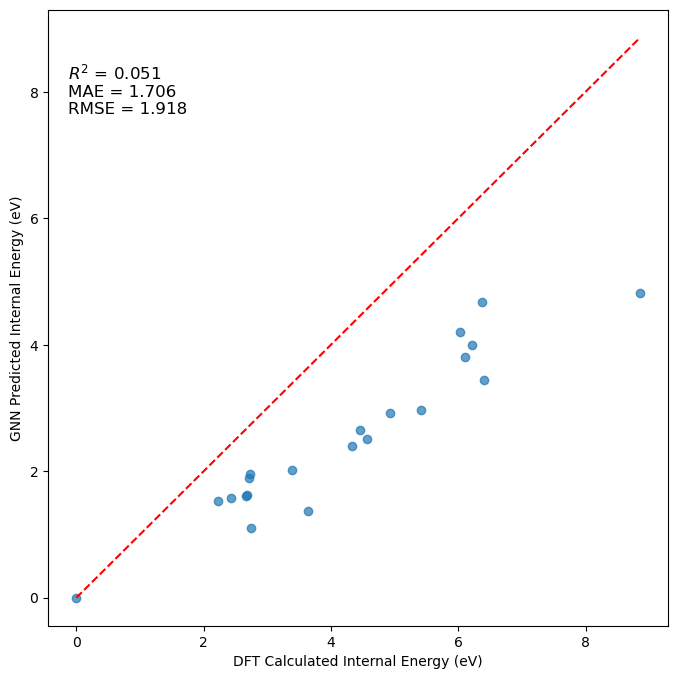 R² = 0.051
MAE = 1.706
RMSE = 1.918
8
6
4
2
0
GNN Predicted Internal Energy (eV)
0 2 4 6 8
DFT Calculated Internal Energy (eV)